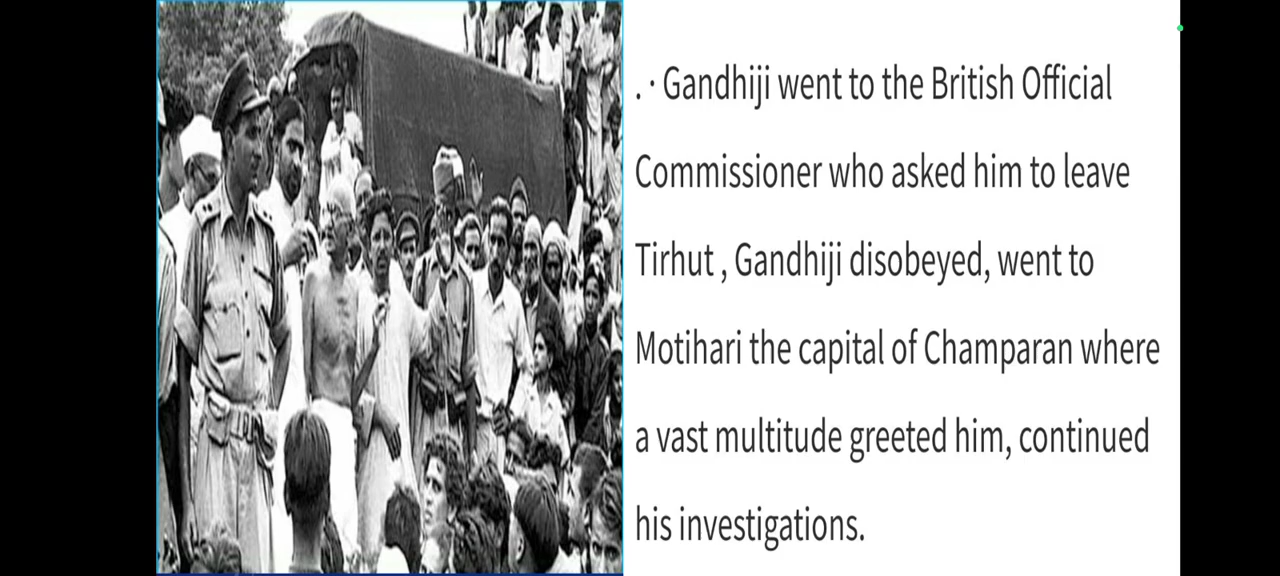 . · Gandhiji went to the British Official
Commissioner who asked him to leave
Tirhut , Gandhiji disobeyed, went to
Motihari the capital of Champaran where
a vast multitude greeted him, continued
his investigations.